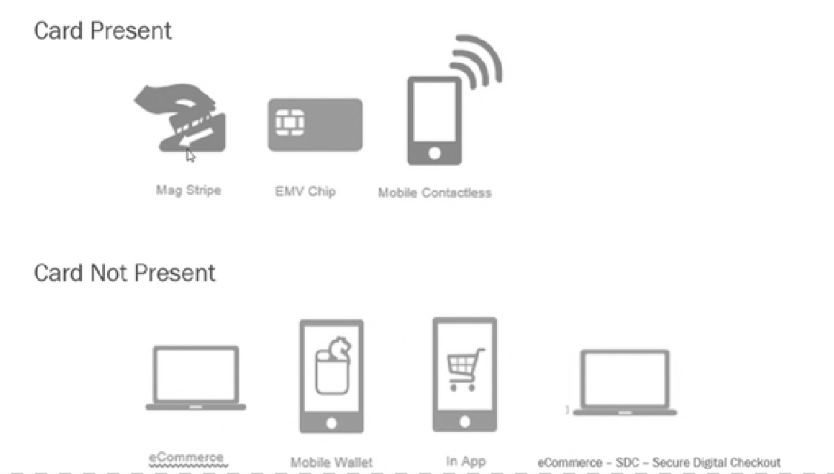 Card Present
Mag Stripe EMV Chip Mobile Contactless
Card Not Present
eCommerce Mobile Wallet In App eCommerce – SDC – Secure Digital Checkout